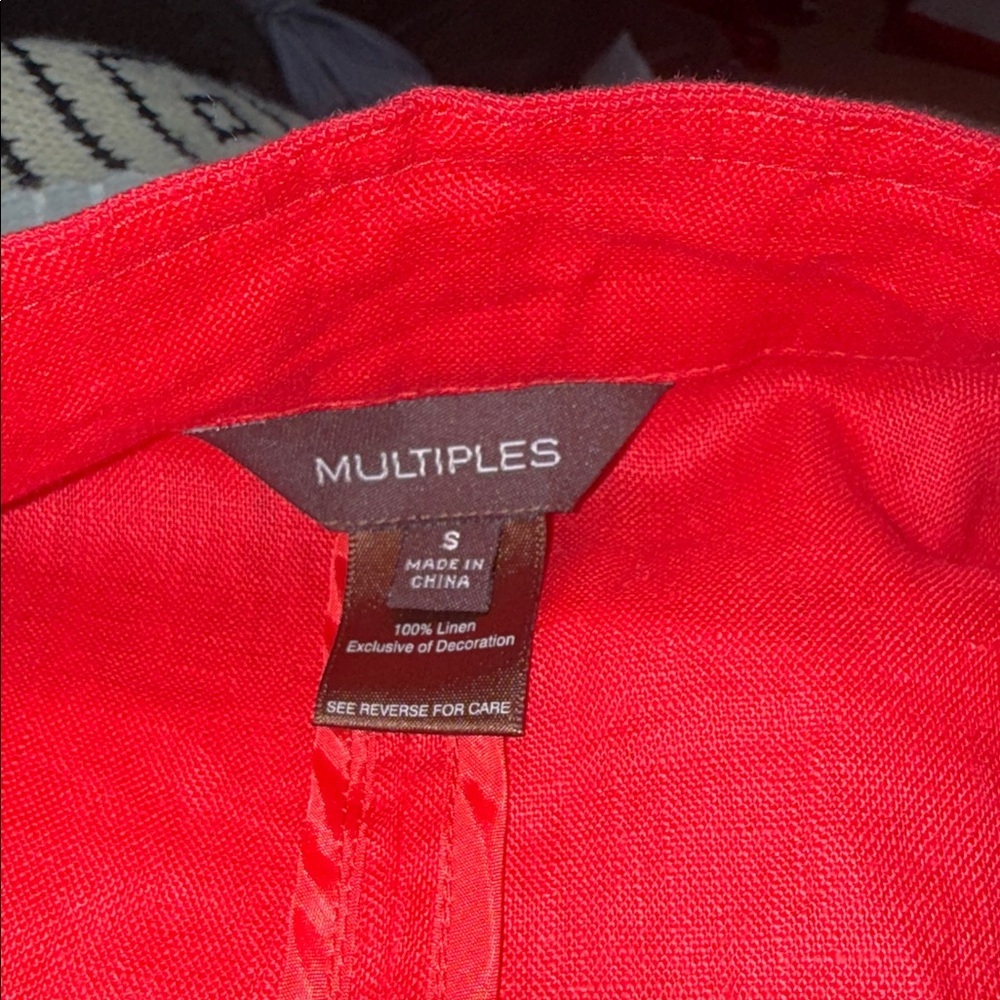 MULTIPLES
S
MADE IN
CHINA
100% Linen
Exclusive of Decoration
SEE REVERSE FOR CARE